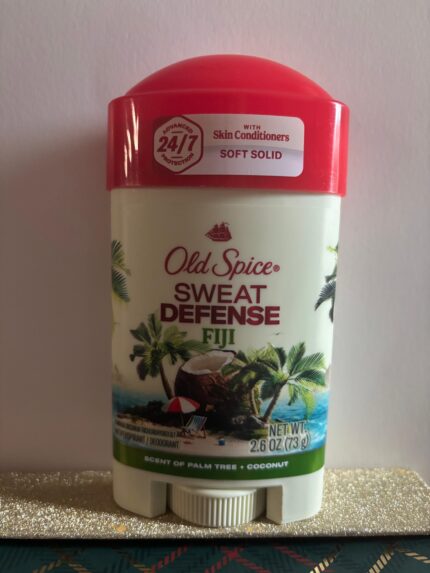 ADVANCED
24/7
PROTECTION
WITH
Skin Conditioners
SOFT SOLID
Old Spice®
SWEAT
DEFENSE
FIJI
NET WT.
2.6 OZ (73 g)
/ DEODORANT
SCENT OF PALM TREE + COCONUT